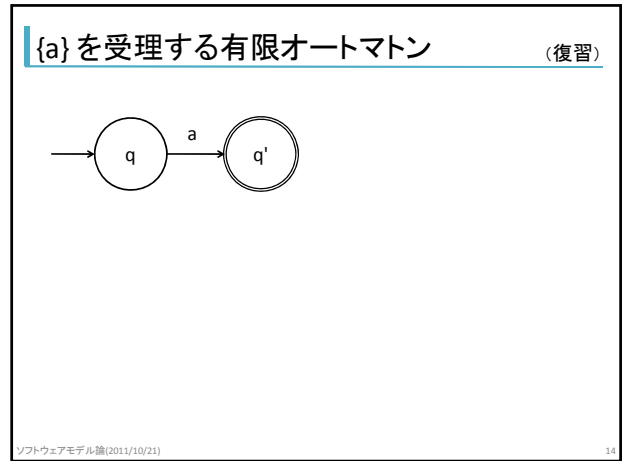 {a} を受理する有限オートマトン (復習)
a
q q'
ソフトウェアモデル論(2011/10/21) 14